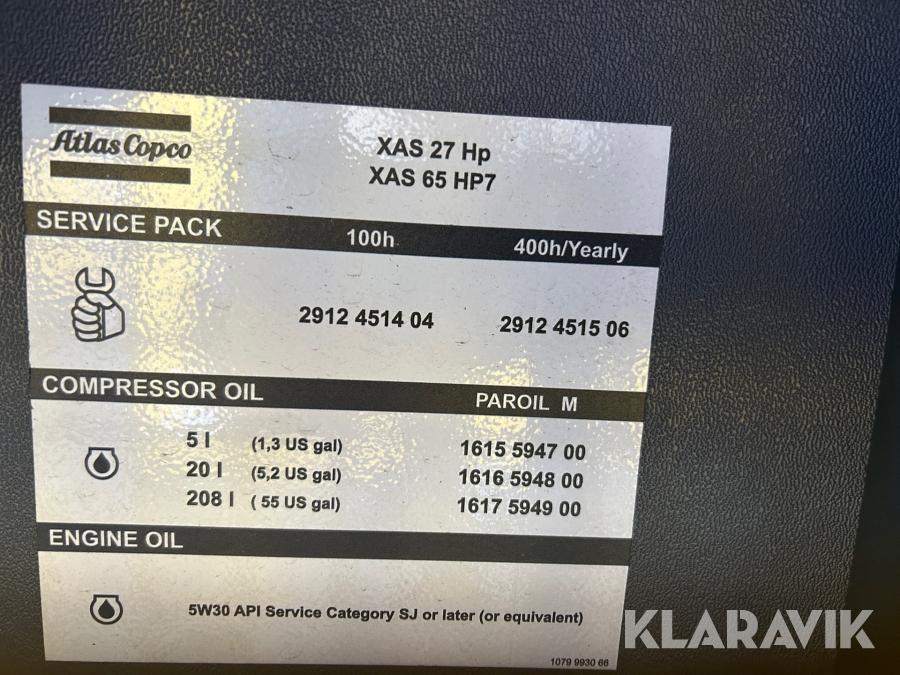 Atlas Copco
XAS 27 Hp
XAS 65 HP7
SERVICE PACK 100h 400h/Yearly
2912 4514 04 2912 4515 06
COMPRESSOR OIL PAROIL M
5 l (1,3 US gal) 1615 5947 00
20 l (5,2 US gal) 1616 5948 00
208 l ( 55 US gal) 1617 5949 00
ENGINE OIL
5W30 API Service Category SJ or later (or equivalent)
1079 9930 66
KLARAVIK